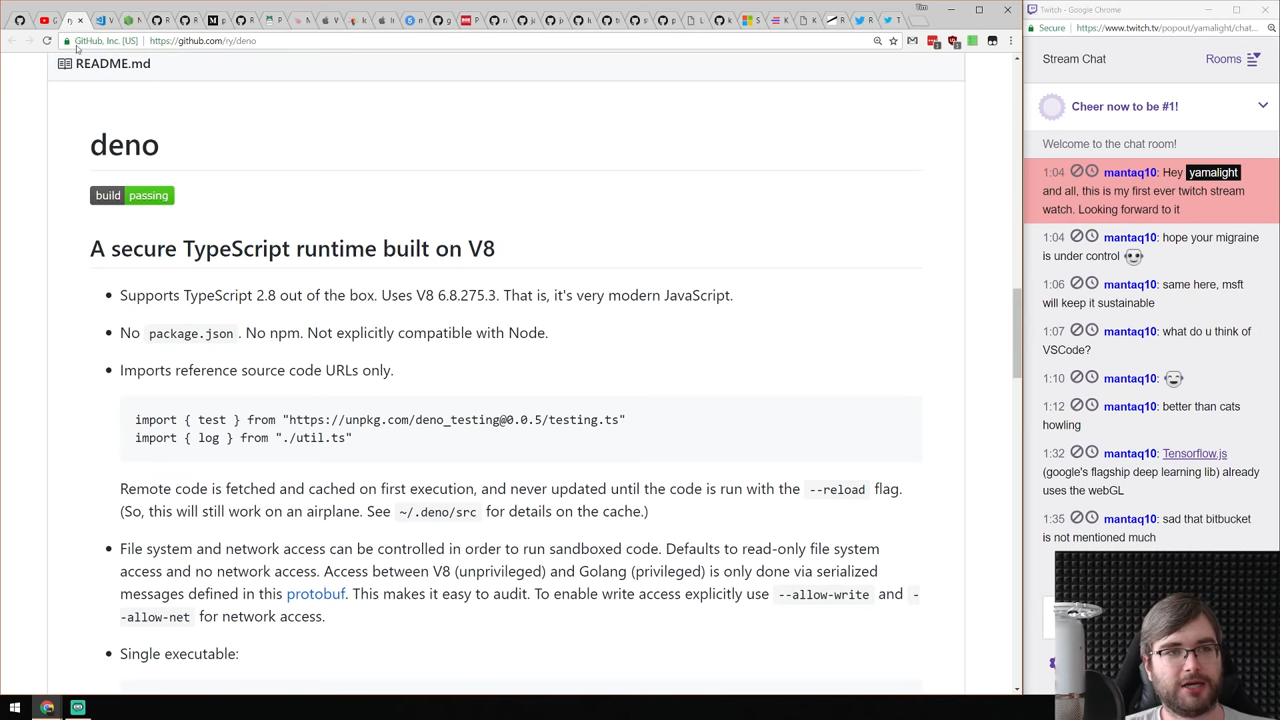 Twitch - Google Chrome
GitHub, Inc. [US]
https://github.com/ry/deno
Secure
https://www.twitch.tv/popout/yamalight/chat...
README.md
deno
build passing
A secure TypeScript runtime built on V8
• Supports TypeScript 2.8 out of the box. Uses V8 6.8.275.3. That is, it's very modern JavaScript.
• No package.json . No npm. Not explicitly compatible with Node.
• Imports reference source code URLs only.
import { test } from "https://unpkg.com/deno_testing@0.0.5/testing.ts"
import { log } from "./util.ts"
Remote code is fetched and cached on first execution, and never updated until the code is run with the --reload flag.
(So, this will still work on an airplane. See ~/.deno/src for details on the cache.)
• File system and network access can be controlled in order to run sandboxed code. Defaults to read-only file system
access and no network access. Access between V8 (unprivileged) and Golang (privileged) is only done via serialized
messages defined in this protobuf. This makes it easy to audit. To enable write access explicitly use --allow-write and -
-allow-net for network access.
• Single executable:
Stream Chat
Rooms
Cheer now to be #1!
Welcome to the chat room!
1:04 mantaq10: Hey yamalight
and all, this is my first ever twitch stream
watch. Looking forward to it
1:04 mantaq10: hope your migraine
is under control
1:06 mantaq10: same here, msft
will keep it sustainable
1:07 mantaq10: what do u think of
VSCode?
1:10 mantaq10:
1:12 mantaq10: better than cats
howling
1:32 mantaq10: Tensorflow.js
(google's flagship deep learning lib) already
uses the webGL
1:35 mantaq10: sad that bitbucket
is not mentioned much